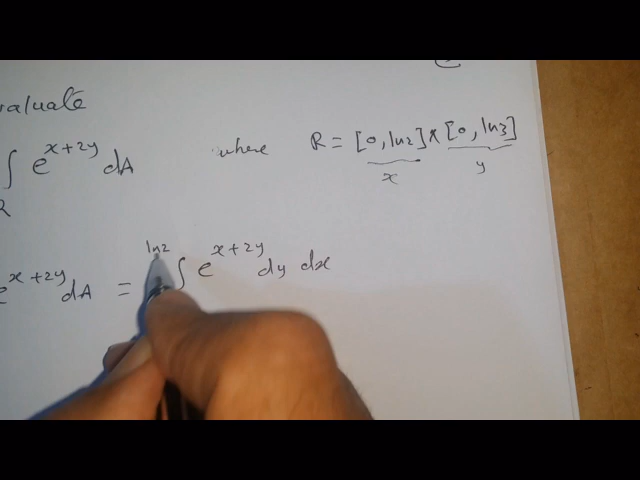 valuate
∫ e^{x+2y} dA where R = [0, ln2] x [0, ln3]
R x y
e^{x+2y} dA = ∫ ∫ e^{x+2y} dy dx
ln2